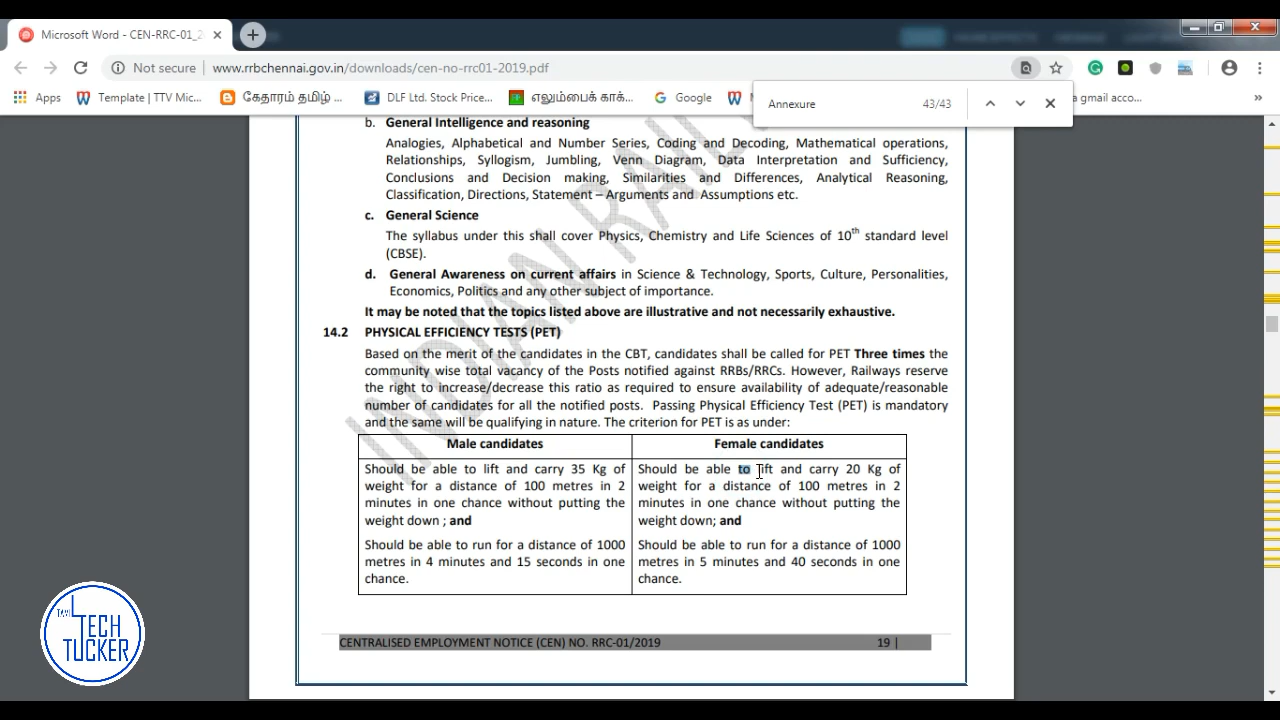 Microsoft Word - CEN-RRC-01_2
Not secure
www.rrbchennai.gov.in/downloads/cen-no-rrc01-2019.pdf
Apps
Template | TTV Mic...
கேதாரம் தமிழ் ...
DLF Ltd. Stock Price...
எலும்பைக் காக்...
Google
a gmail acco...
»
Annexure
43/43
b. General Intelligence and reasoning
Analogies, Alphabetical and Number Series, Coding and Decoding, Mathematical operations,
Relationships, Syllogism, Jumbling, Venn Diagram, Data Interpretation and Sufficiency,
Conclusions and Decision making, Similarities and Differences, Analytical Reasoning,
Classification, Directions, Statement – Arguments and Assumptions etc.
c. General Science
The syllabus under this shall cover Physics, Chemistry and Life Sciences of 10th standard level
(CBSE).
d. General Awareness on current affairs in Science & Technology, Sports, Culture, Personalities,
Economics, Politics and any other subject of importance.
It may be noted that the topics listed above are illustrative and not necessarily exhaustive.
14.2 PHYSICAL EFFICIENCY TESTS (PET)
Based on the merit of the candidates in the CBT, candidates shall be called for PET Three times the
community wise total vacancy of the Posts notified against RRBs/RRCs. However, Railways reserve
the right to increase/decrease this ratio as required to ensure availability of adequate/reasonable
number of candidates for all the notified posts. Passing Physical Efficiency Test (PET) is mandatory
and the same will be qualifying in nature. The criterion for PET is as under:
Male candidates
Should be able to lift and carry 35 Kg of
weight for a distance of 100 metres in 2
minutes in one chance without putting the
weight down ; and
Should be able to run for a distance of 1000
metres in 4 minutes and 15 seconds in one
chance.
Female candidates
Should be able to lift and carry 20 Kg of
weight for a distance of 100 metres in 2
minutes in one chance without putting the
weight down; and
Should be able to run for a distance of 1000
metres in 5 minutes and 40 seconds in one
chance.
CENTRALISED EMPLOYMENT NOTICE (CEN) NO. RRC-01/2019
19 |
INDIAN RAILW
TAMIL
TECH
TUCKER